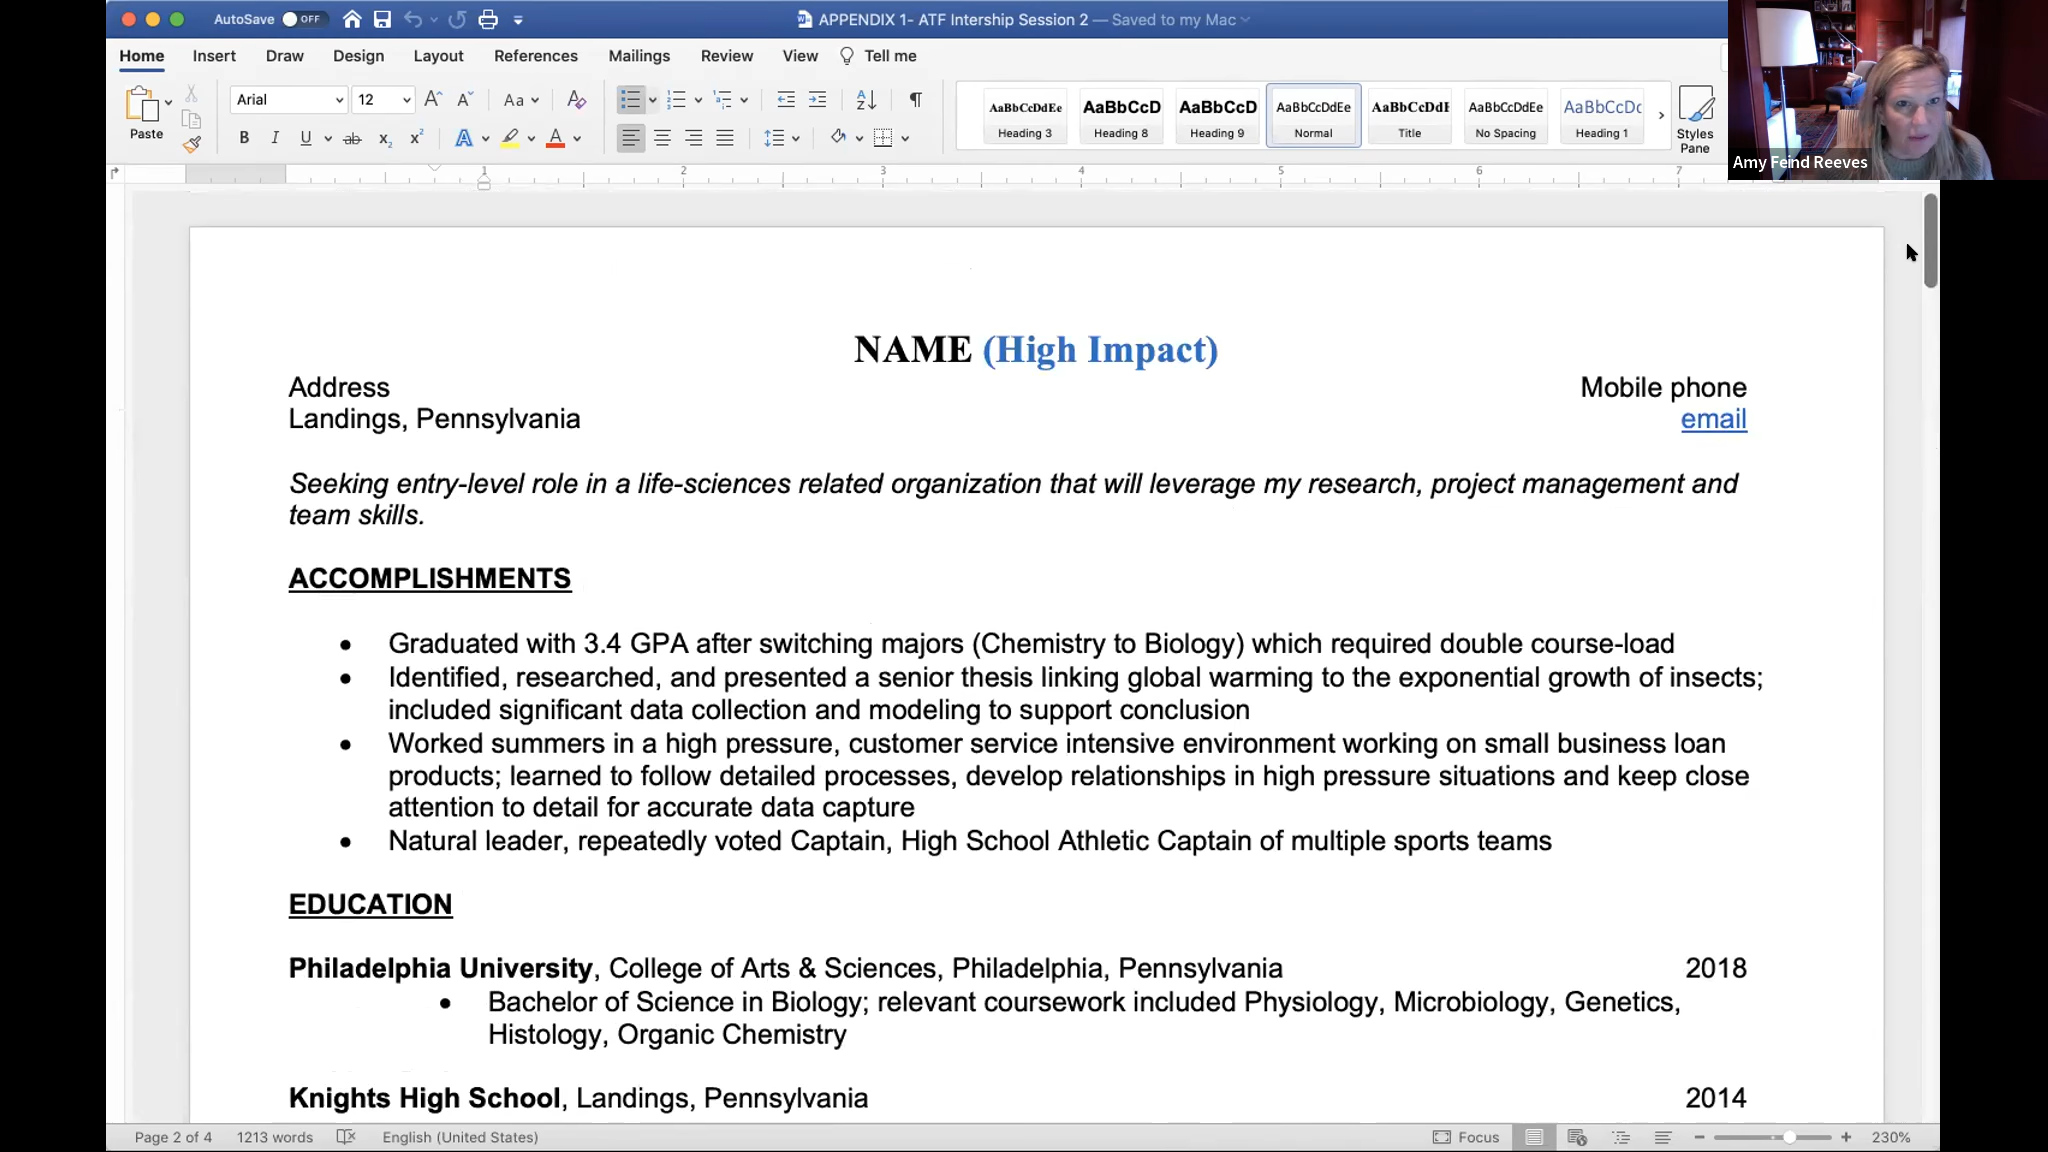 AutoSave OFF APPENDIX 1- ATF Intership Session 2 — Saved to my Mac
Home Insert Draw Design Layout References Mailings Review View Tell me
Paste
Arial 12 Aa
B I U ab x₂ x² A A
AaBbCcDdEe AaBbCcD AaBbCcD AaBbCcDdEe AaBbCcDdE AaBbCcDdEe AaBbCcDc
Heading 3 Heading 8 Heading 9 Normal Title No Spacing Heading 1
Styles Pane
Amy Feind Reeves
1 2 3 4 5 6 7
NAME (High Impact)
Address Mobile phone
Landings, Pennsylvania email
Seeking entry-level role in a life-sciences related organization that will leverage my research, project management and
team skills.
ACCOMPLISHMENTS
• Graduated with 3.4 GPA after switching majors (Chemistry to Biology) which required double course-load
• Identified, researched, and presented a senior thesis linking global warming to the exponential growth of insects;
included significant data collection and modeling to support conclusion
• Worked summers in a high pressure, customer service intensive environment working on small business loan
products; learned to follow detailed processes, develop relationships in high pressure situations and keep close
attention to detail for accurate data capture
• Natural leader, repeatedly voted Captain, High School Athletic Captain of multiple sports teams
EDUCATION
Philadelphia University, College of Arts & Sciences, Philadelphia, Pennsylvania 2018
• Bachelor of Science in Biology; relevant coursework included Physiology, Microbiology, Genetics,
Histology, Organic Chemistry
Knights High School, Landings, Pennsylvania 2014
Page 2 of 4 1213 words English (United States) Focus 230%